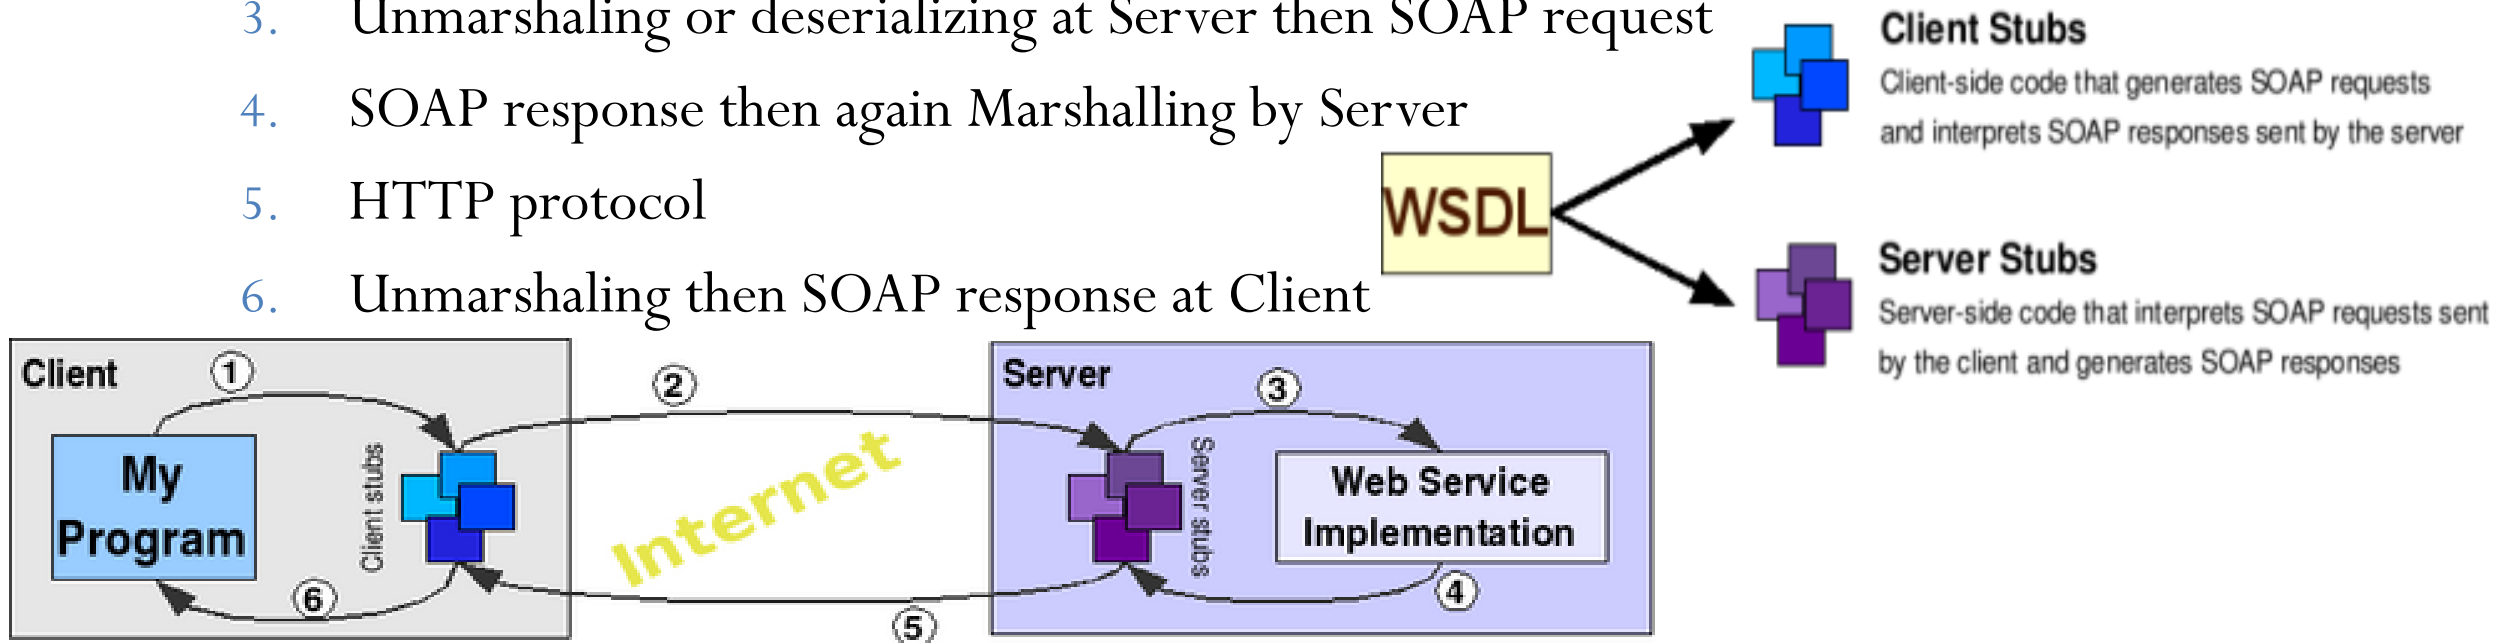 3. Unmarshaling or deserializing at Server then SOAP request
4. SOAP response then again Marshalling by Server
5. HTTP protocol
6. Unmarshaling then SOAP response at Client
WSDL
Client Stubs
Client-side code that generates SOAP requests
and interprets SOAP responses sent by the server
Server Stubs
Server-side code that interprets SOAP requests sent
by the client and generates SOAP responses
Client
1
My
Program
Client stubs
6
2
Internet
5
Server
3
Server stubs
Web Service
Implementation
4